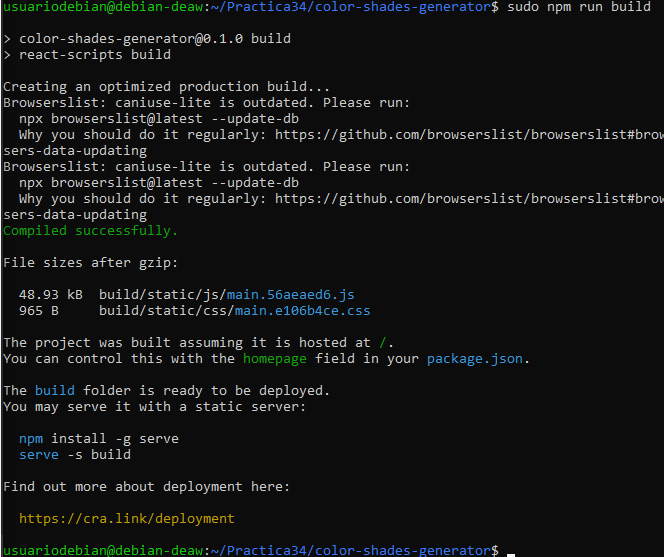 usuariodebian@debian-deaw:~/Practica34/color-shades-generator$ sudo npm run build
> color-shades-generator@0.1.0 build
> react-scripts build
Creating an optimized production build...
Browserslist: caniuse-lite is outdated. Please run:
  npx browserslist@latest --update-db
  Why you should do it regularly: https://github.com/browserslist/browserslist#brow
sers-data-updating
Browserslist: caniuse-lite is outdated. Please run:
  npx browserslist@latest --update-db
  Why you should do it regularly: https://github.com/browserslist/browserslist#brow
sers-data-updating
Compiled successfully.
File sizes after gzip:
  48.93 kB  build/static/js/main.56aeaed6.js
  965 B     build/static/css/main.e106b4ce.css
The project was built assuming it is hosted at /.
You can control this with the homepage field in your package.json.
The build folder is ready to be deployed.
You may serve it with a static server:
  npm install -g serve
  serve -s build
Find out more about deployment here:
  https://cra.link/deployment
usuariodebian@debian-deaw:~/Practica34/color-shades-generator$